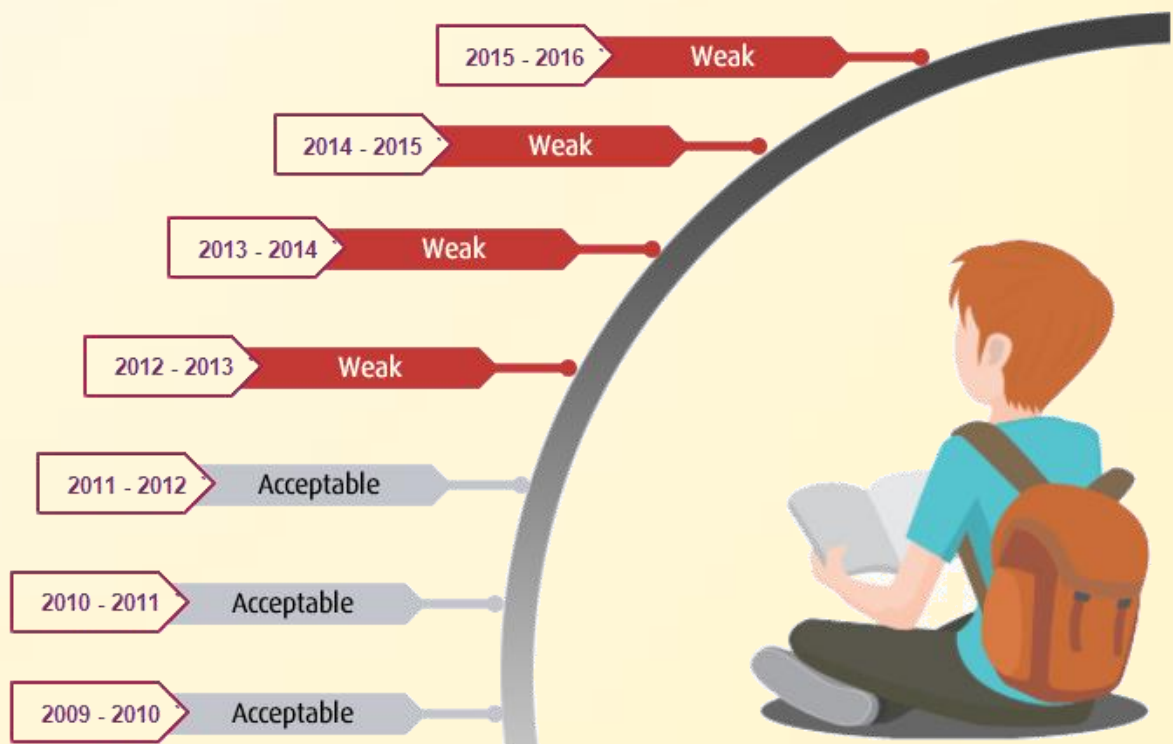 2015 - 2016 Weak
2014 - 2015 Weak
2013 - 2014 Weak
2012 - 2013 Weak
2011 - 2012 Acceptable
2010 - 2011 Acceptable
2009 - 2010 Acceptable